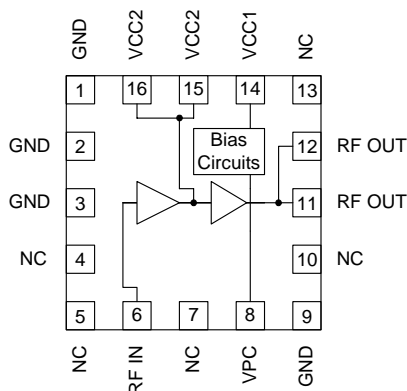 GND
VCC2
VCC2
VCC1
NC
1
16
15
14
13
GND
2
Bias
Circuits
12
RF OUT
GND
3
11
RF OUT
NC
4
10
NC
5
6
7
8
9
NC
RF IN
NC
VPC
GND